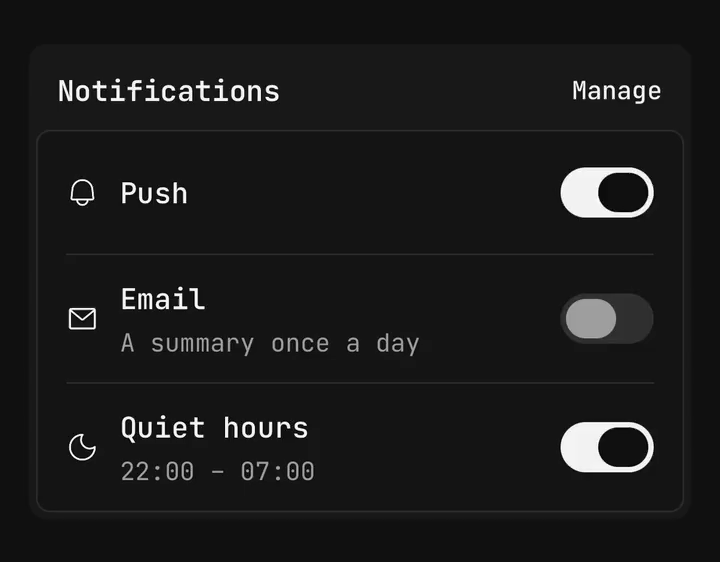 Notifications
Manage
Push
Email
A summary once a day
Quiet hours
22:00 – 07:00